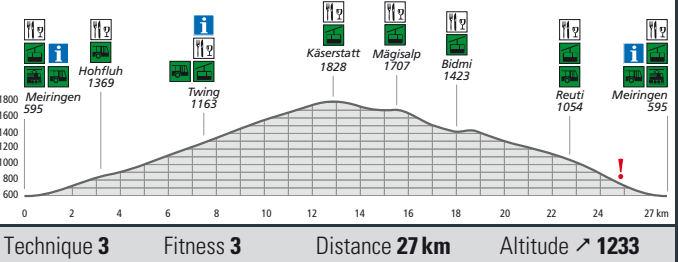 Käserstatt
1828
Mägisalp
1707
Bidmi
1423
Hohfluh
1369
Meiringen
595
Twing
1163
Reuti
1054
Meiringen
595
1800
1600
1400
1200
1000
800
600
0 2 4 6 8 10 12 14 16 18 20 22 24 27 km
!
Technique 3 Fitness 3 Distance 27 km Altitude ↗ 1233